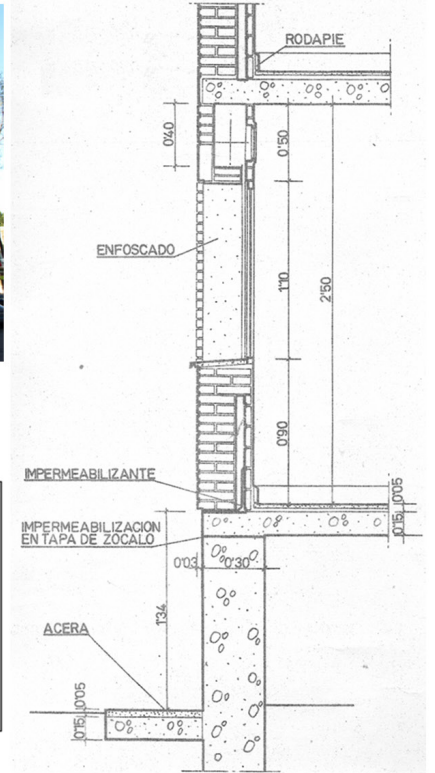 RODAPIE
0'40
0'50
ENFOSCADO
1'10
2'50
0'90
IMPERMEABILIZANTE
0'05
0'15
IMPERMEABILIZACION
EN TAPA DE ZOCALO
0'03
0'30
1'34
ACERA
0'05
0'15